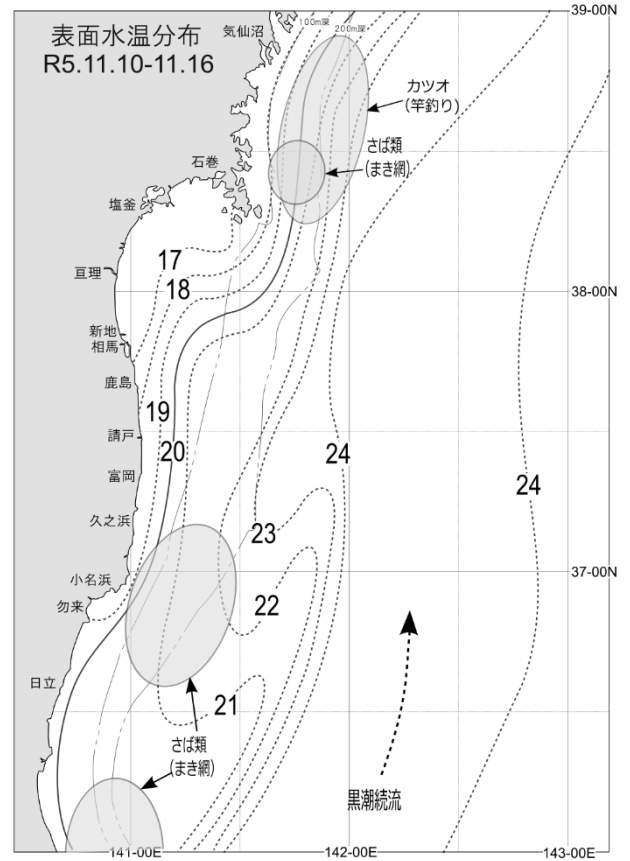 表面水温分布
R5.11.10-11.16
気仙沼
100m深
200m深
39-00N
カツオ
(竿釣り)
さば類
(まき網)
石巻
塩釜
17
亘理
18
38-00N
新地
相馬
鹿島
19
請戸
20
24
24
富岡
久之浜
23
小名浜
37-00N
22
勿来
日立
21
さば類
(まき網)
黒潮続流
141-00E
142-00E
143-00E